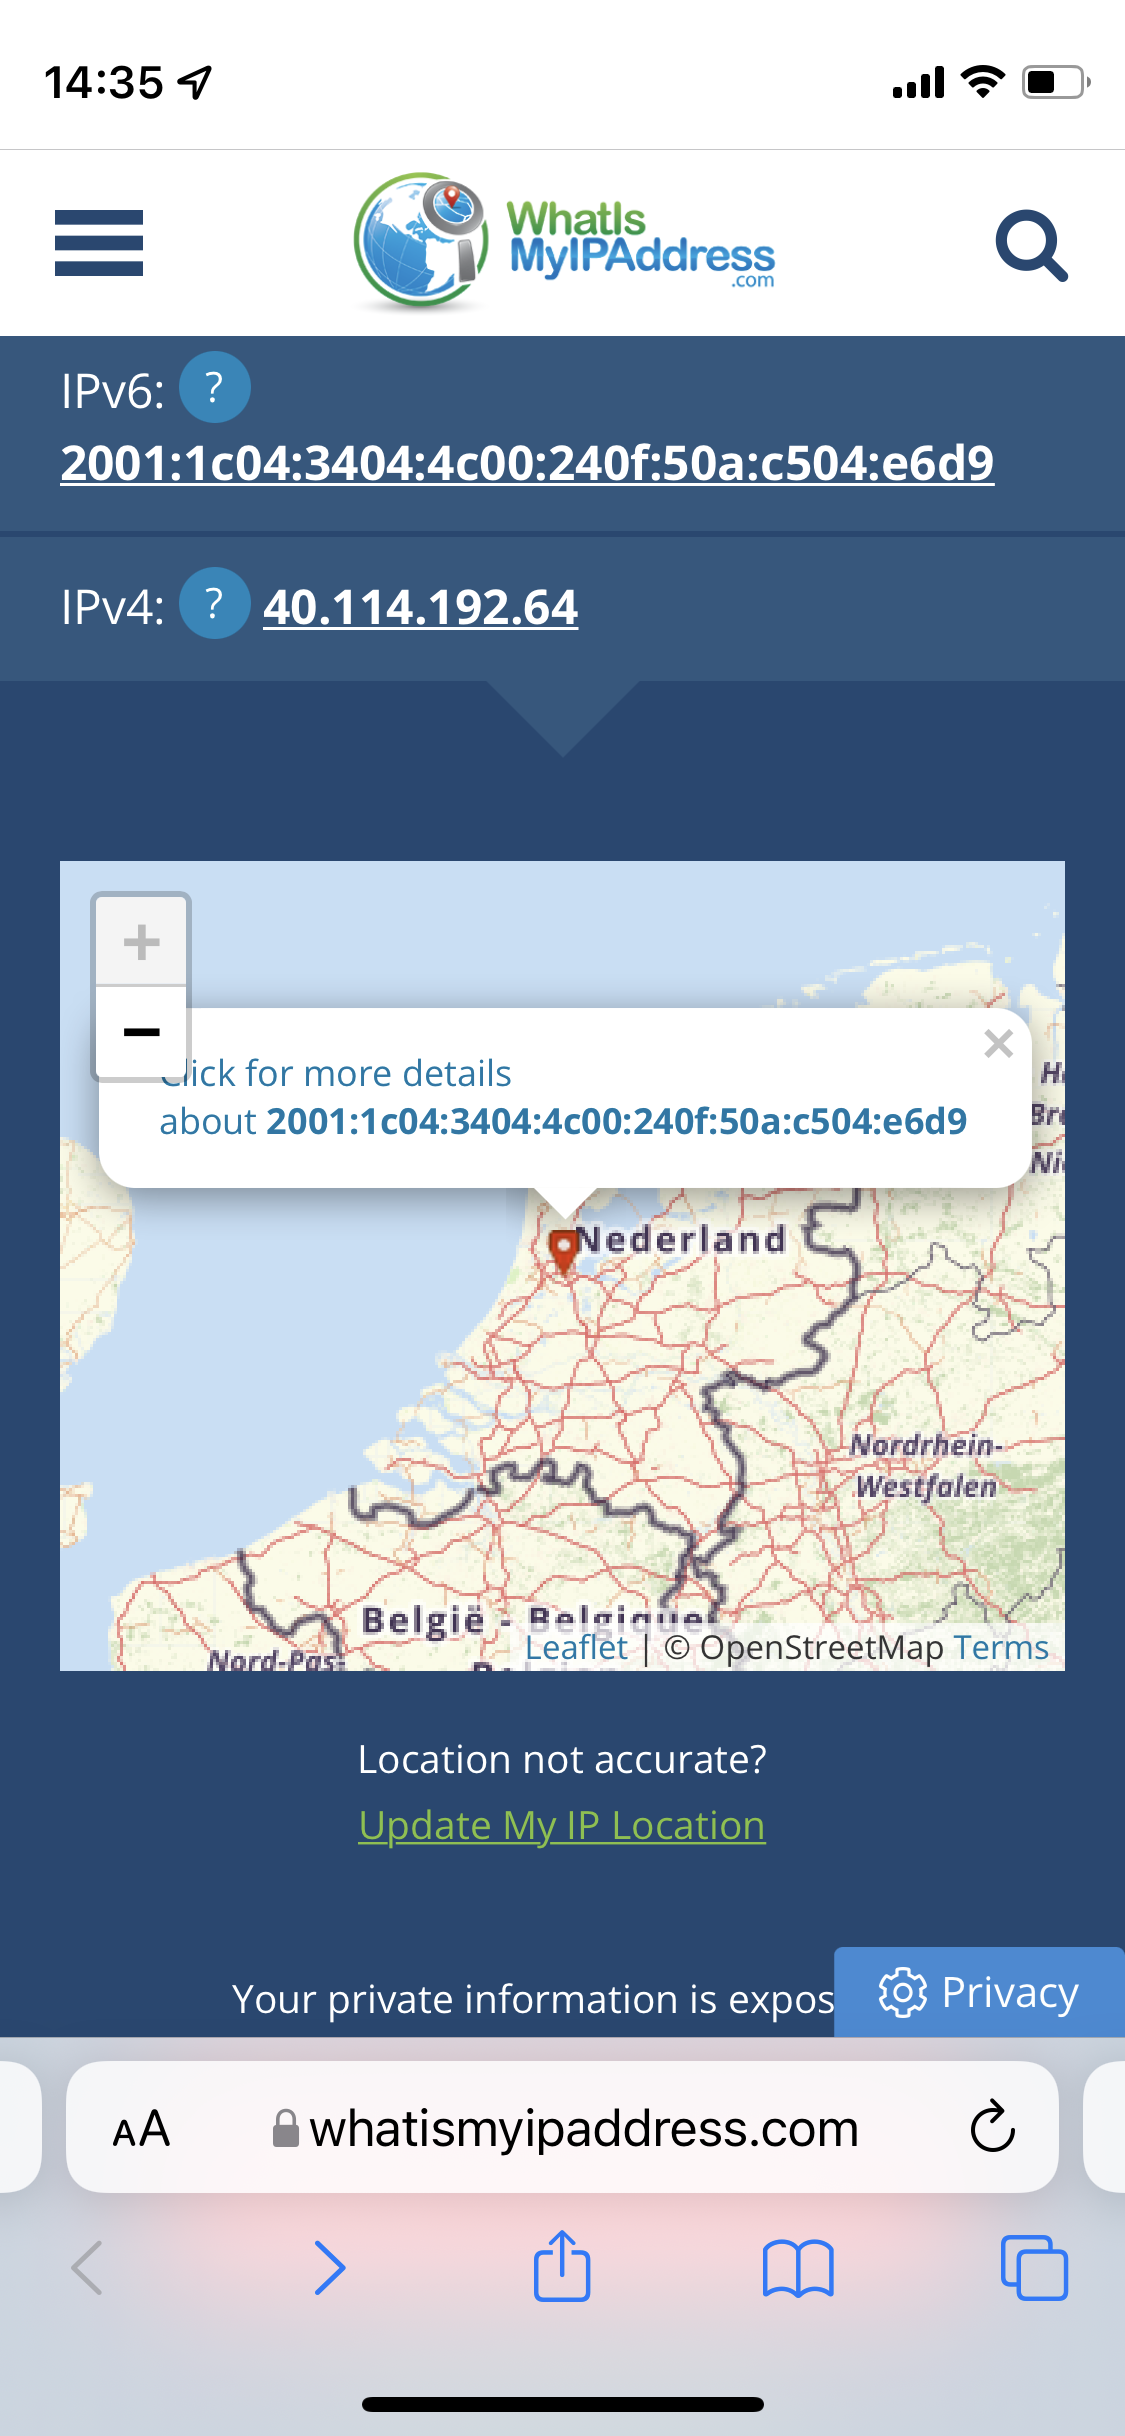 14:35
WhatIs
MyIPAddress
.com
IPv6: ?
2001:1c04:3404:4c00:240f:50a:c504:e6d9
IPv4: ? 40.114.192.64
+
−
Click for more details
about 2001:1c04:3404:4c00:240f:50a:c504:e6d9
×
Nederland
Nordrhein-
Westfalen
België - Belgique
Nord-Pas-
Leaflet | © OpenStreetMap Terms
Location not accurate?
Update My IP Location
Your private information is expos
Privacy
AA whatismyipaddress.com